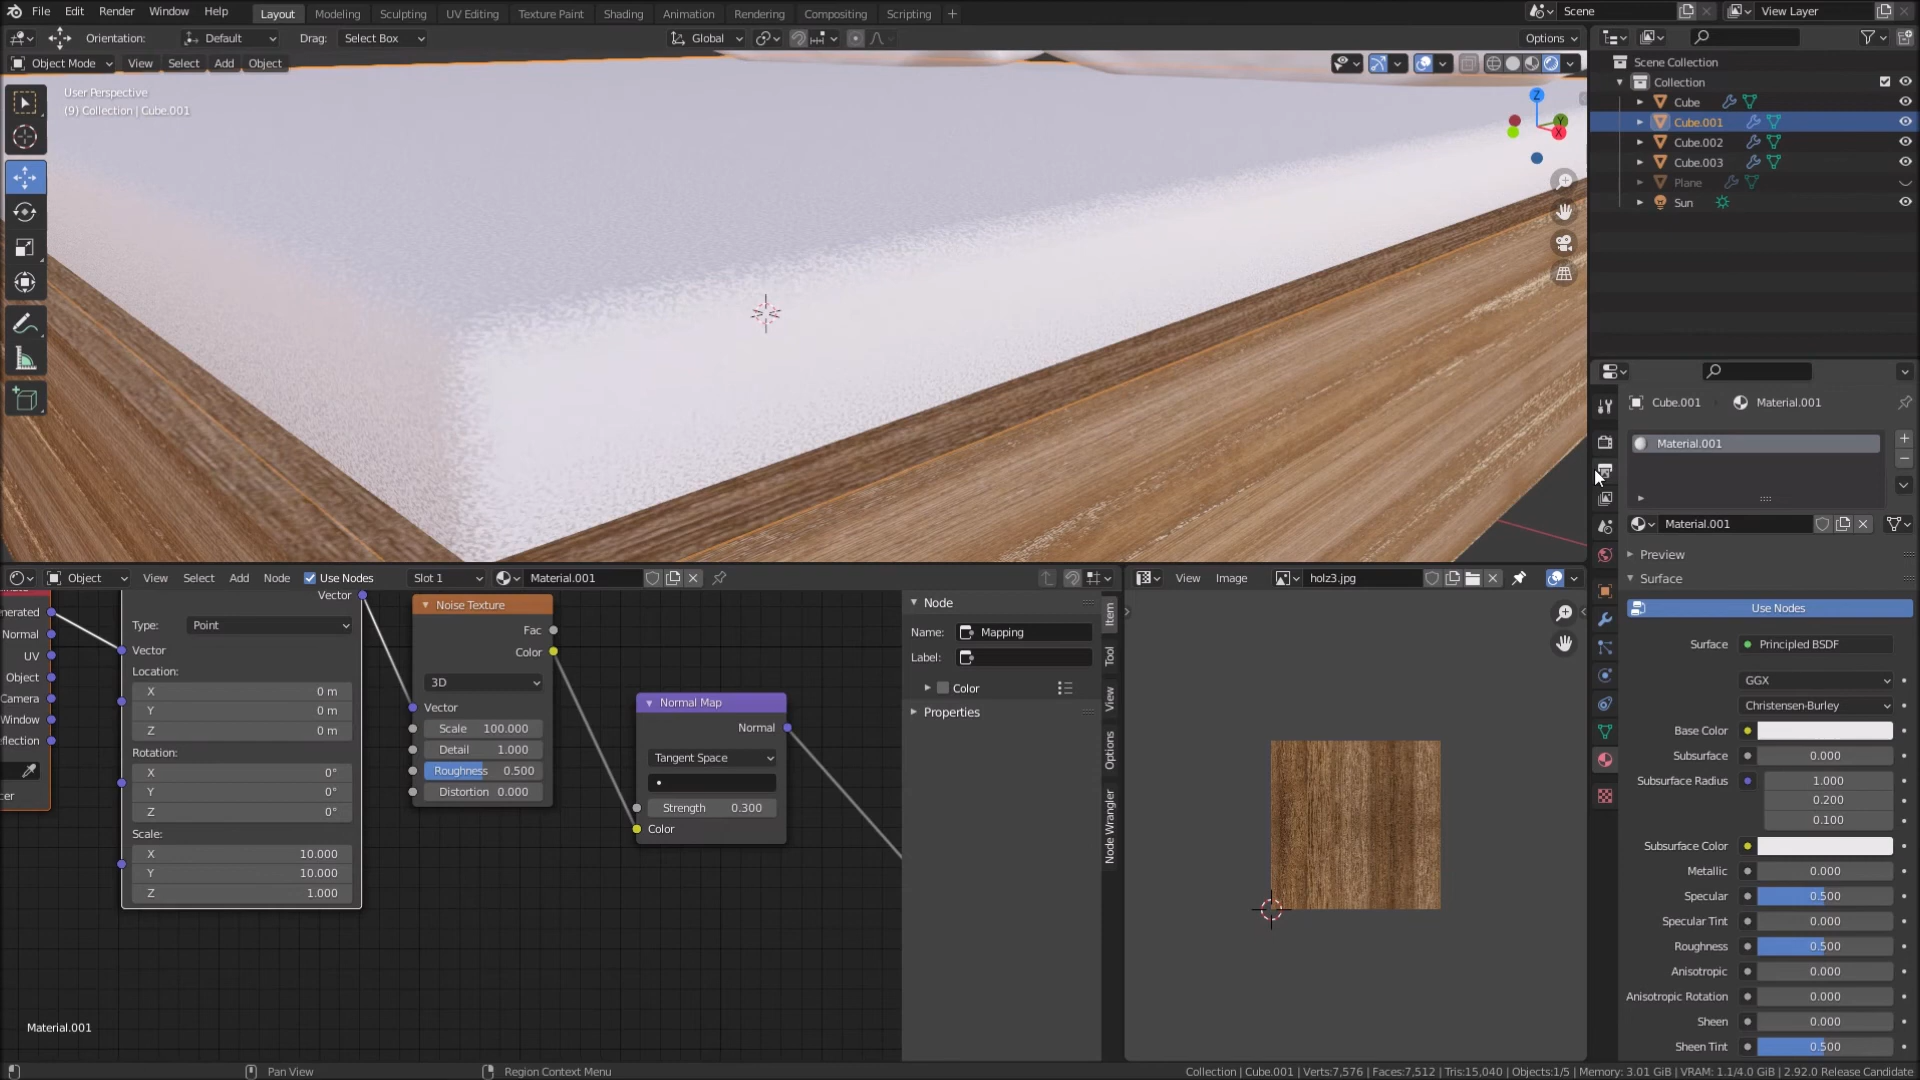 File Edit Render Window Help Layout Modeling Sculpting UV Editing Texture Paint Shading Animation Rendering Compositing Scripting + Scene View Layer
Orientation: Default Drag: Select Box Global Options
Object Mode View Select Add Object
User Perspective
(9) Collection | Cube.001
Z
Y
X
Scene Collection
Collection
Cube
Cube.001
Cube.002
Cube.003
Plane
Sun
Cube.001 Material.001
Material.001
Material.001
Preview
Surface
Use Nodes
Surface Principled BSDF
GGX
Christensen-Burley
Base Color
Subsurface 0.000
Subsurface Radius 1.000
0.200
0.100
Subsurface Color
Metallic 0.000
Specular 0.500
Specular Tint 0.000
Roughness 0.500
Anisotropic 0.000
Anisotropic Rotation 0.000
Sheen 0.000
Sheen Tint 0.500
Object View Select Add Node Use Nodes Slot 1 Material.001
nerated
Normal
UV
Object
Camera
Window
flection
cer
Vector
Type: Point
Vector
Location:
X 0 m
Y 0 m
Z 0 m
Rotation:
X 0°
Y 0°
Z 0°
Scale:
X 10.000
Y 10.000
Z 1.000
Noise Texture
Fac
Color
3D
Vector
Scale 100.000
Detail 1.000
Roughness 0.500
Distortion 0.000
Normal Map
Normal
Tangent Space
Strength 0.300
Color
Node
Name: Mapping
Label:
Color
Properties
Item
Tool
View
Options
Node Wrangler
View Image holz3.jpg
Material.001
Pan View Region Context Menu Collection | Cube.001 | Verts:7,576 | Faces:7,512 | Tris:15,040 | Objects:1/5 | Memory: 3.01 GiB | VRAM: 1.1/4.0 GiB | 2.92.0 Release Candidate